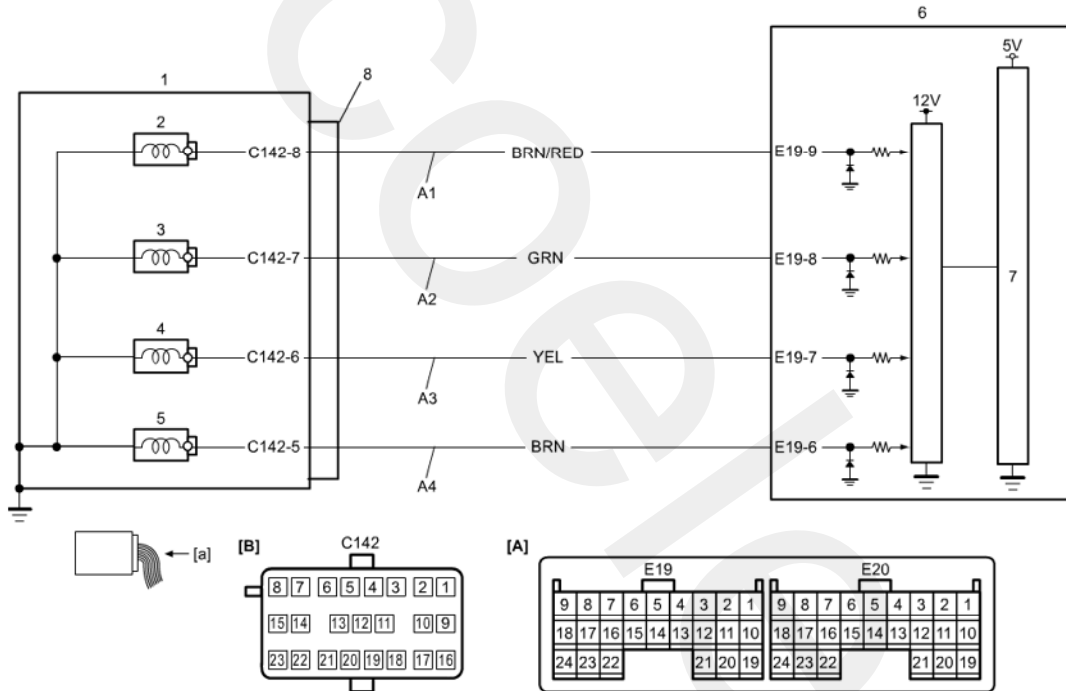 6
5V
1
8
12V
2
C142-8
BRN/RED
E19-9
A1
3
C142-7
GRN
E19-8
7
A2
4
C142-6
YEL
E19-7
A3
5
C142-5
BRN
E19-6
A4
[a]
[B]
C142
8 7 6 5 4 3 2 1
15 14 13 12 11 10 9
23 22 21 20 19 18 17 16
[A]
E19 E20
9 8 7 6 5 4 3 2 1 9 8 7 6 5 4 3 2 1
18 17 16 15 14 13 12 11 10 18 17 16 15 14 13 12 11 10
24 23 22 21 20 19 24 23 22 21 20 19